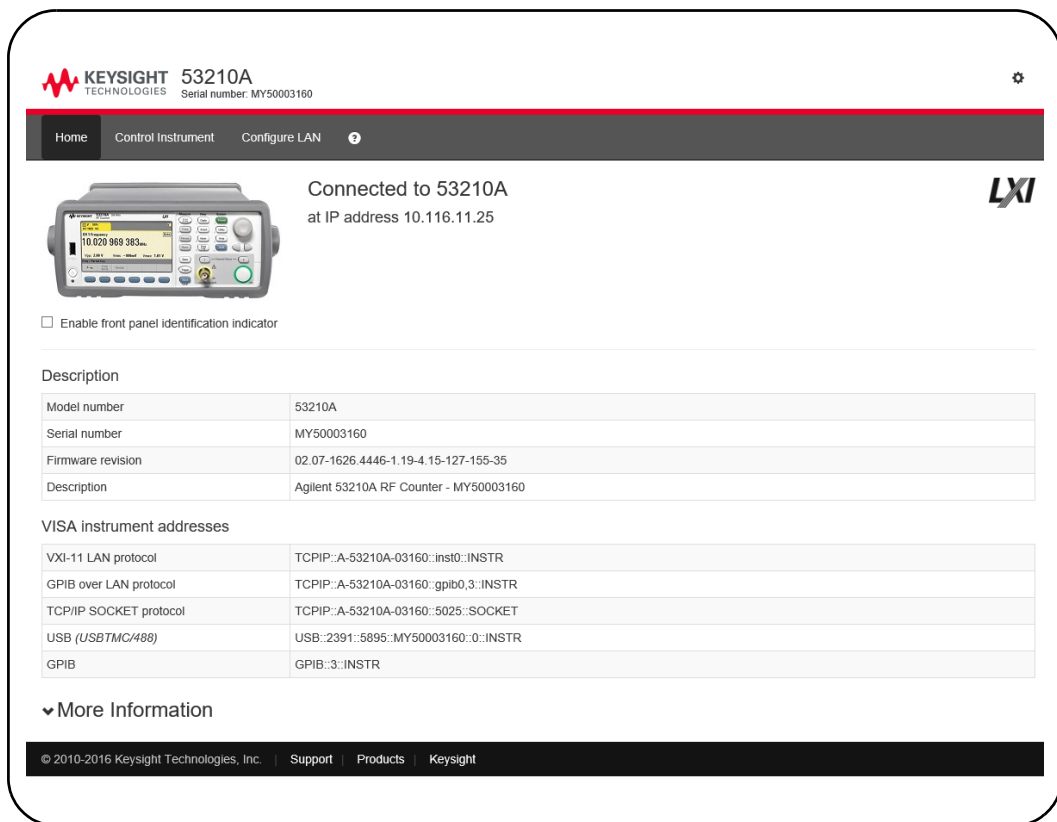 KEYSIGHT
TECHNOLOGIES
53210A
Serial number: MY50003160
Home Control Instrument Configure LAN ?
Connected to 53210A
at IP address 10.116.11.25
LXI
10.020 969 383
Enable front panel identification indicator
Description
Model number 53210A
Serial number MY50003160
Firmware revision 02.07-1626.4446-1.19-4.15-127-155-35
Description Agilent 53210A RF Counter - MY50003160
VISA instrument addresses
VXI-11 LAN protocol TCPIP::A-53210A-03160::inst0::INSTR
GPIB over LAN protocol TCPIP::A-53210A-03160::gpib0,3::INSTR
TCP/IP SOCKET protocol TCPIP::A-53210A-03160::5025::SOCKET
USB (USBTMC/488) USB::2391::5895::MY50003160::0::INSTR
GPIB GPIB::3::INSTR
More Information
© 2010-2016 Keysight Technologies, Inc. | Support | Products | Keysight